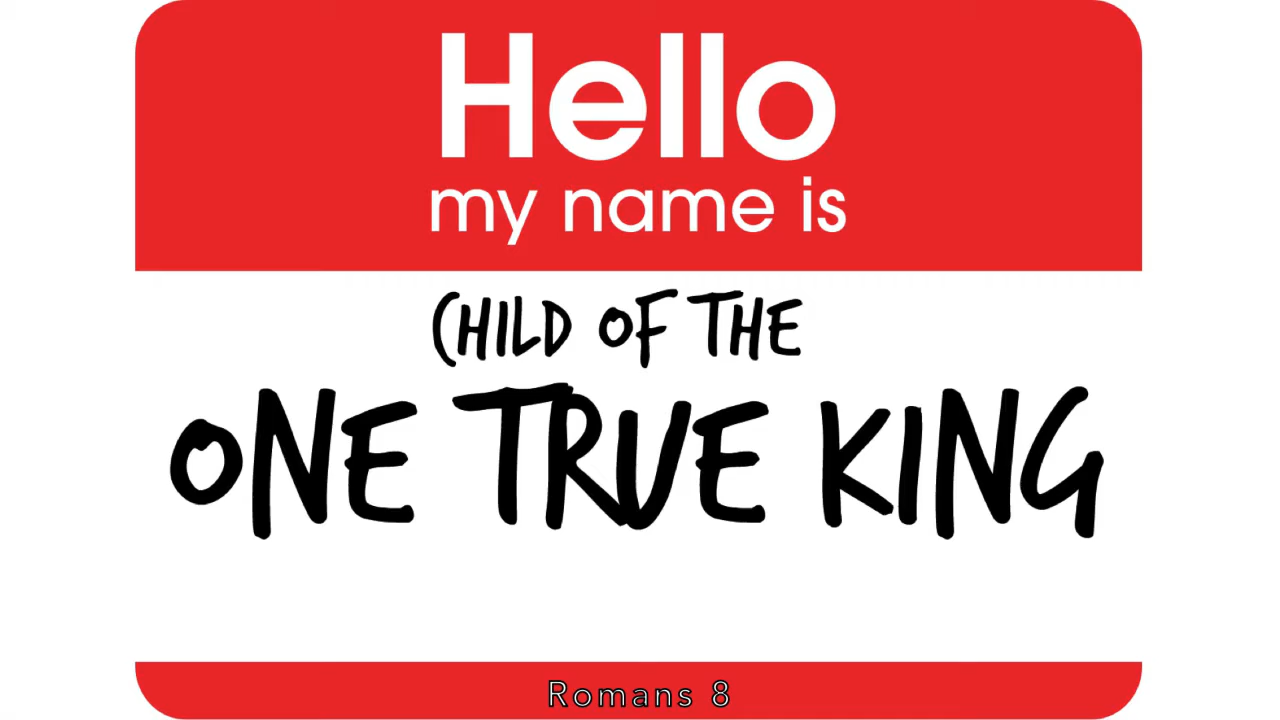 Hello
my name is
CHILD OF THE
ONE TRUE KING
Romans 8